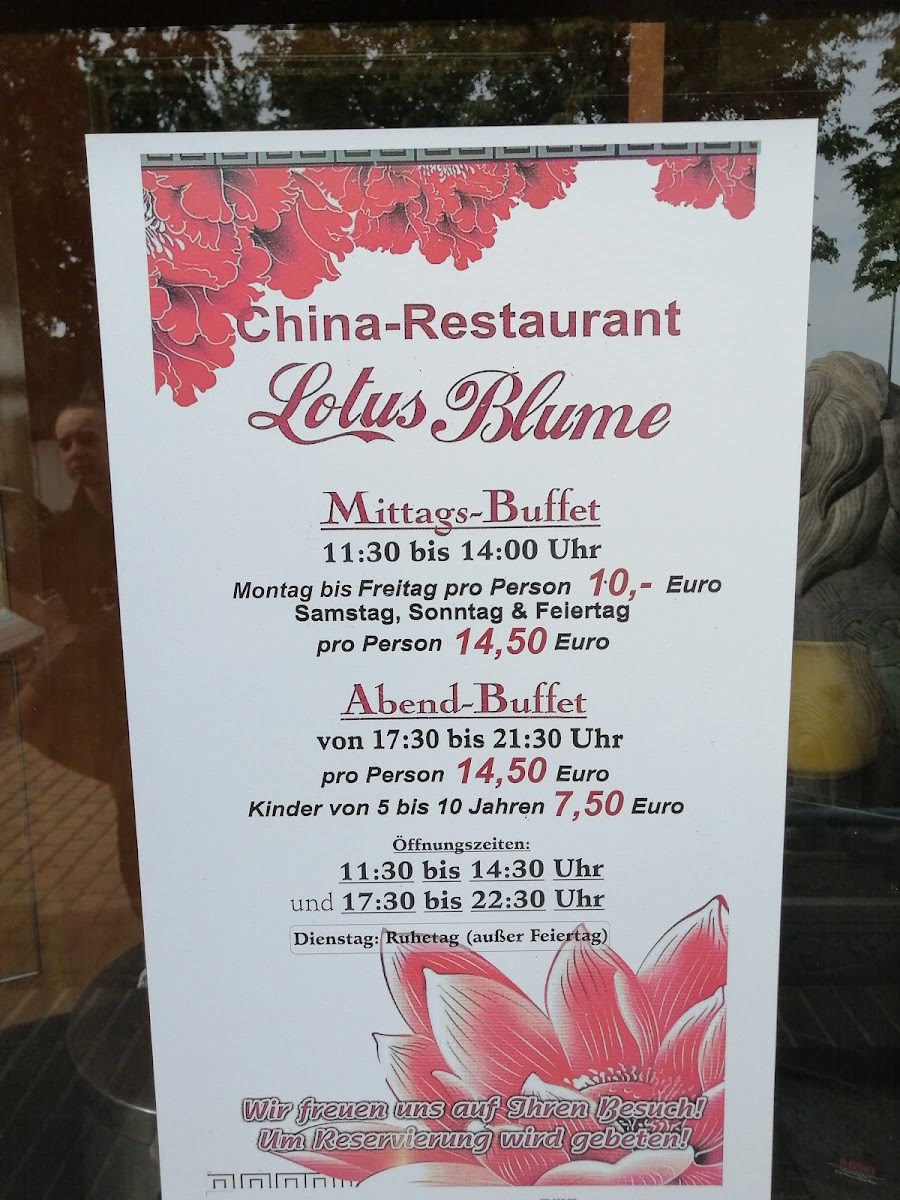 China-Restaurant
Lotus Blume
Mittags-Buffet
11:30 bis 14:00 Uhr
Montag bis Freitag pro Person 10,- Euro
Samstag, Sonntag & Feiertag
pro Person 14,50 Euro
Abend-Buffet
von 17:30 bis 21:30 Uhr
pro Person 14,50 Euro
Kinder von 5 bis 10 Jahren 7,50 Euro
Öffnungszeiten:
11:30 bis 14:30 Uhr
und 17:30 bis 22:30 Uhr
Dienstag: Ruhetag (außer Feiertag)
Wir freuen uns auf Ihren Besuch!
Um Reservierung wird gebeten!